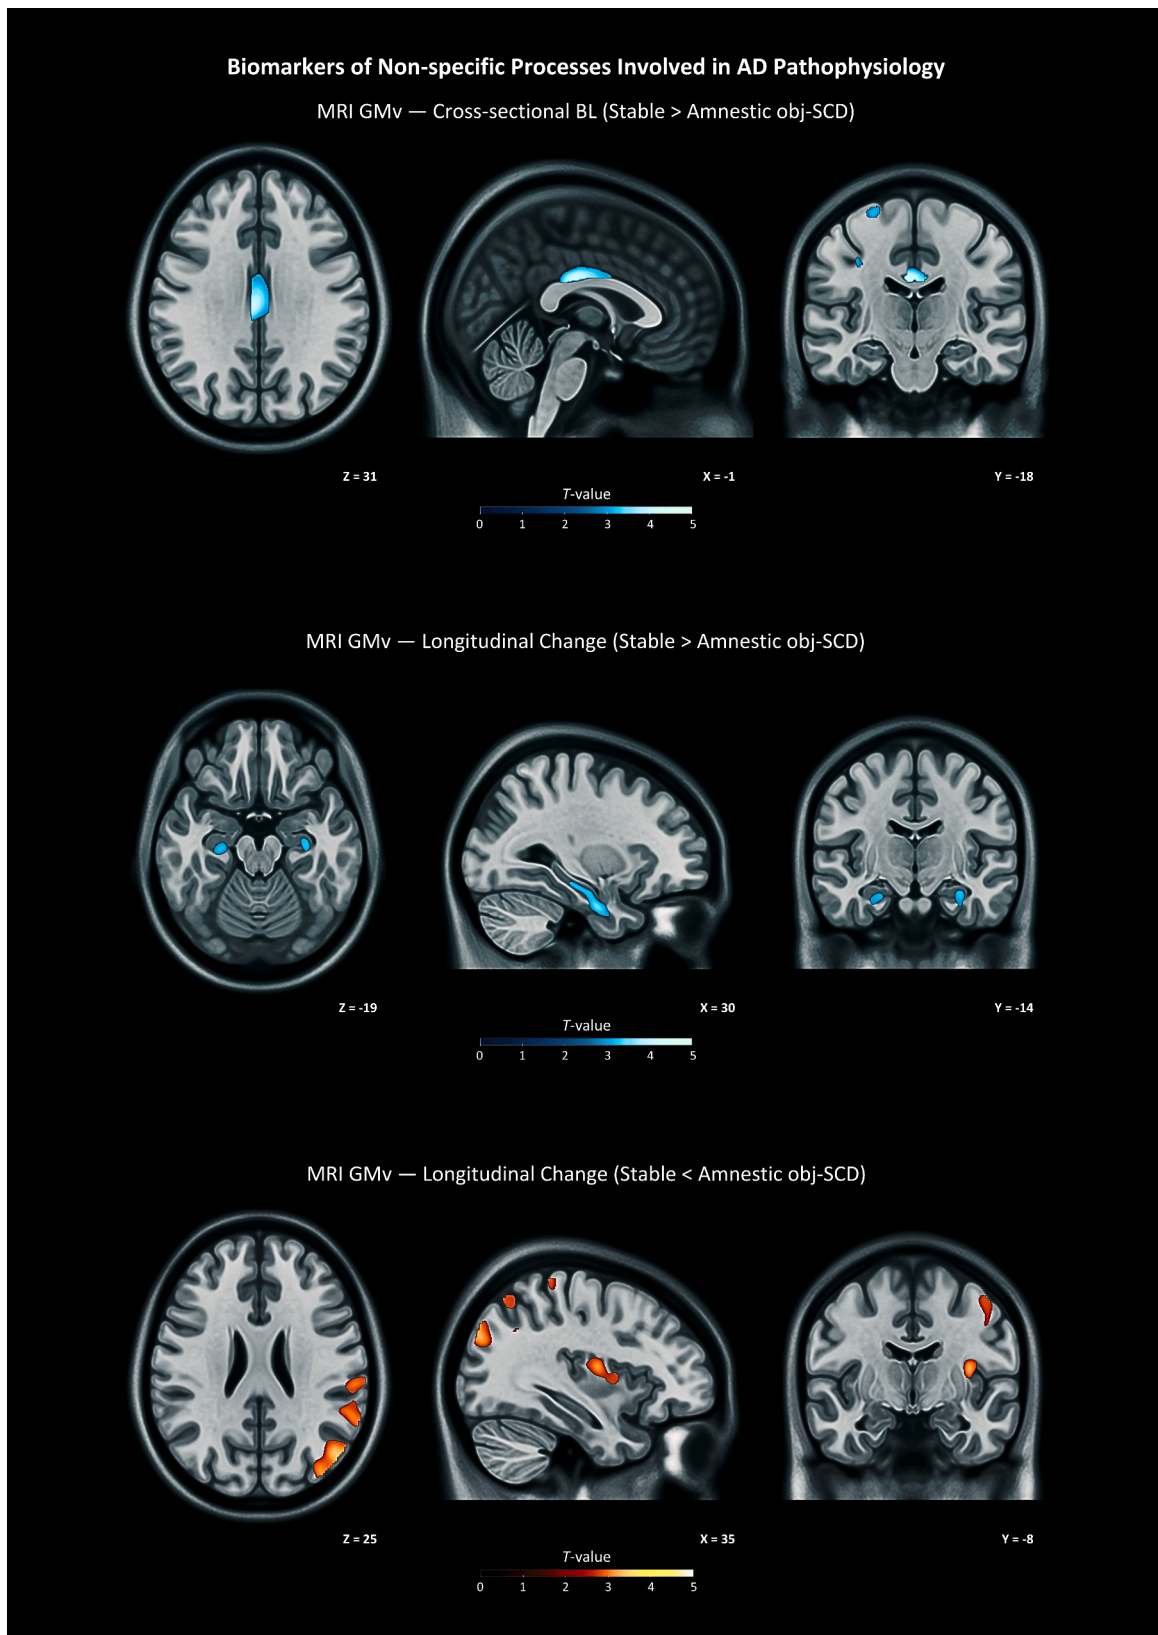 Biomarkers of Non-specific Processes Involved in AD Pathophysiology
MRI GMv — Cross-sectional BL (Stable > Amnestic obj-SCD)
Z = 31 X = -1 Y = -18
T-value
0 1 2 3 4 5
MRI GMv — Longitudinal Change (Stable > Amnestic obj-SCD)
Z = -19 X = 30 Y = -14
T-value
0 1 2 3 4 5
MRI GMv — Longitudinal Change (Stable < Amnestic obj-SCD)
Z = 25 X = 35 Y = -8
T-value
0 1 2 3 4 5